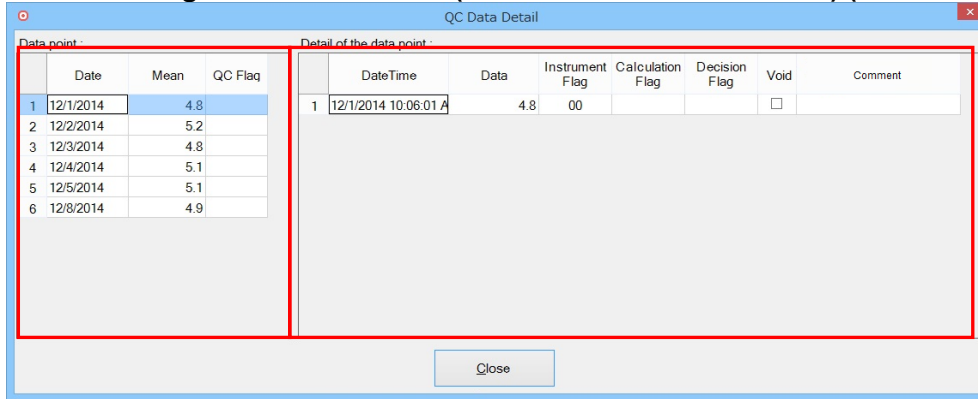 QC Data Detail
Data point :
Date Mean QC Flag
1 12/1/2014 4.8
2 12/2/2014 5.2
3 12/3/2014 4.8
4 12/4/2014 5.1
5 12/5/2014 5.1
6 12/8/2014 4.9
Detail of the data point :
DateTime Data Instrument Flag Calculation Flag Decision Flag Void Comment
1 12/1/2014 10:06:01 A 4.8 00
Close